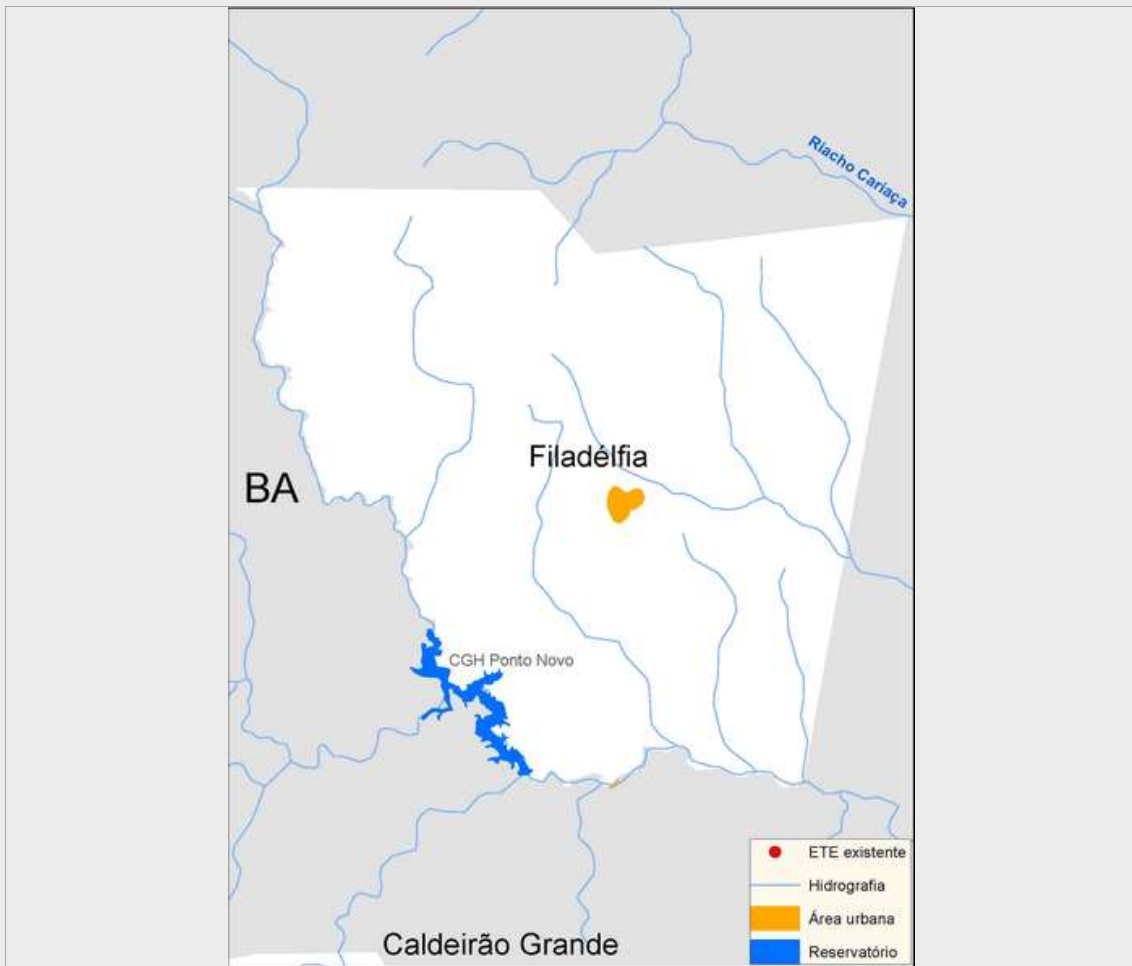 Riacho Cariaça
Filadélfia
BA
CGH Ponto Novo
Caldeirão Grande
ETE existente
Hidrografia
Área urbana
Reservatório